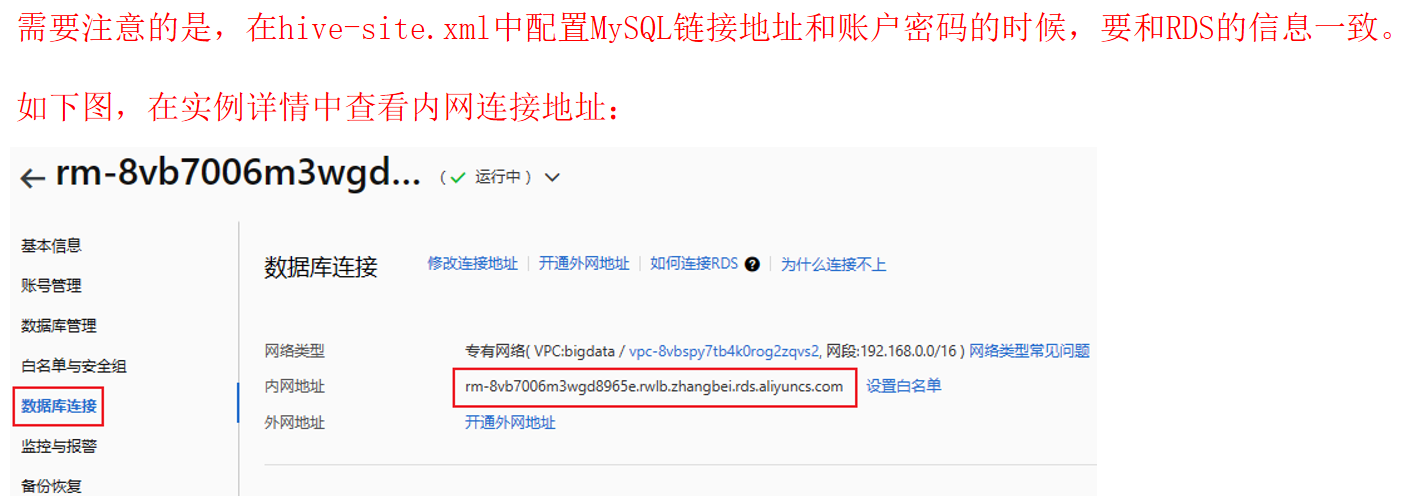 需要注意的是，在hive-site.xml中配置MySQL链接地址和账户密码的时候，要和RDS的信息一致。
如下图，在实例详情中查看内网连接地址：
← rm-8vb7006m3wgd... （ ✓ 运行中 ）
基本信息
账号管理
数据库管理
白名单与安全组
数据库连接
监控与报警
备份恢复
数据库连接 修改连接地址 | 开通外网地址 | 如何连接RDS ? | 为什么连接不上
网络类型 专有网络( VPC:bigdata / vpc-8vbspy7tb4k0rog2zqvs2, 网段:192.168.0.0/16 ) 网络类型常见问题
内网地址 rm-8vb7006m3wgd8965e.rwlb.zhangbei.rds.aliyuncs.com 设置白名单
外网地址 开通外网地址